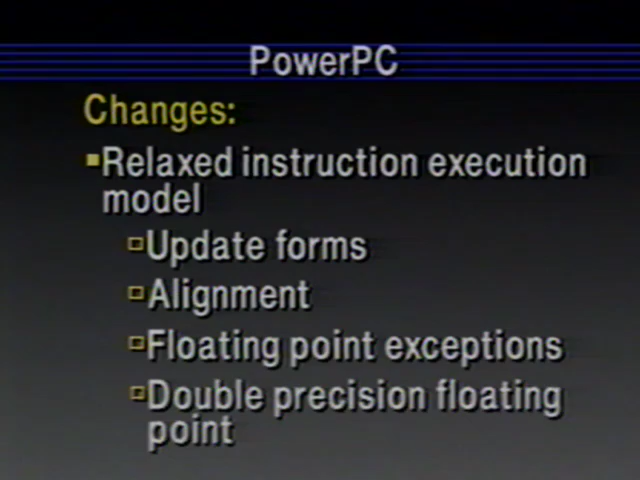 PowerPC
Changes:
Relaxed instruction execution
model
Update forms
Alignment
Floating point exceptions
Double precision floating
point